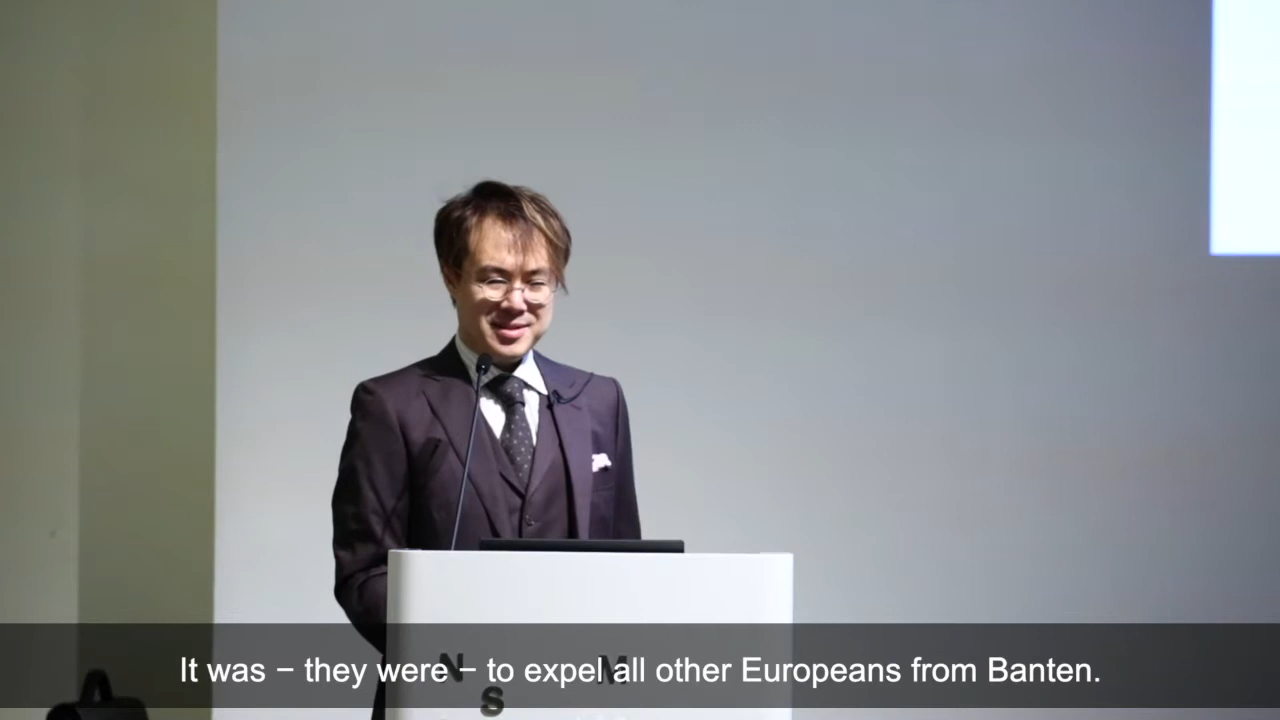 It was – they were – to expel all other Europeans from Banten.
N M
S